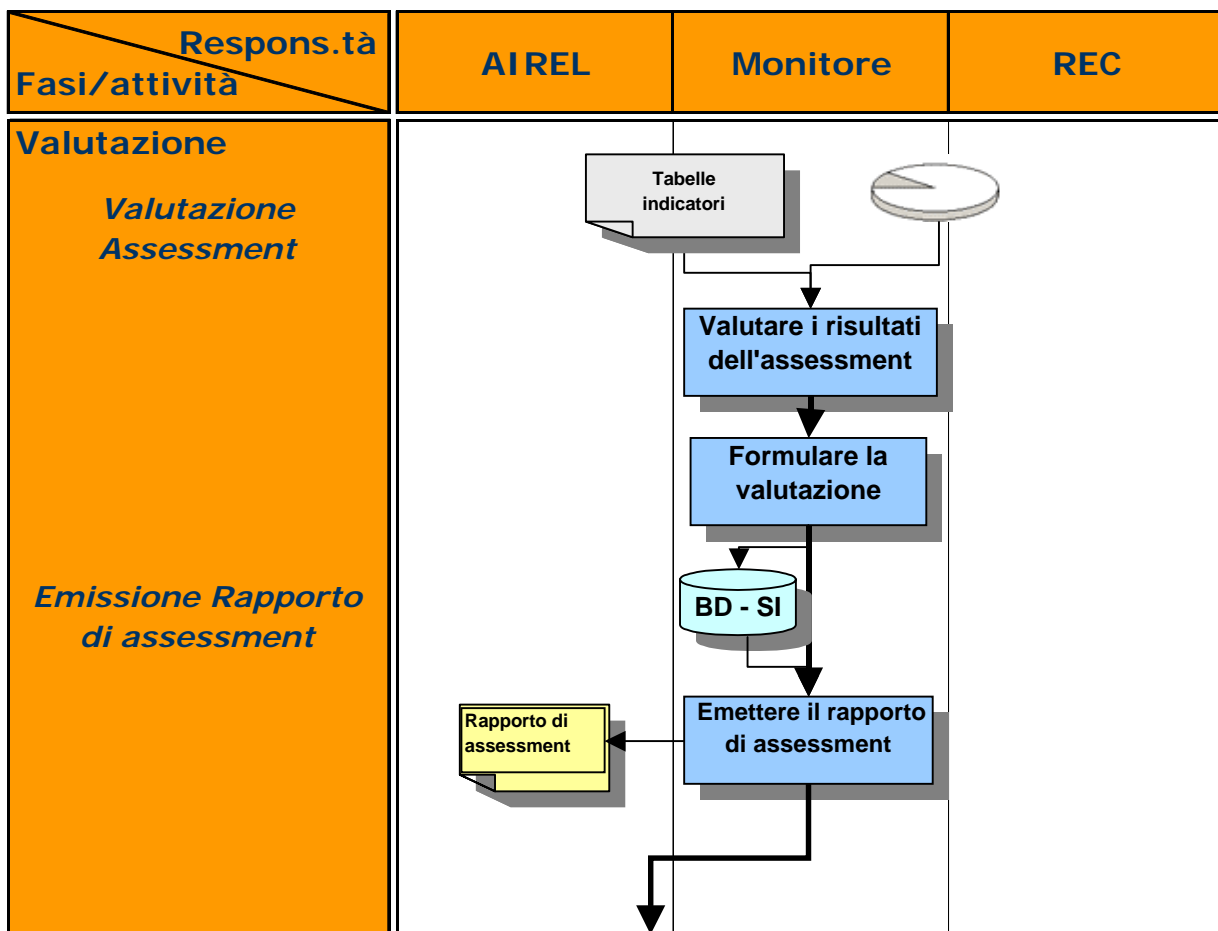 Respons.tà
Fasi/attività
AIREL
Monitore
REC
Valutazione
Valutazione
Assessment
Tabelle
indicatori
Valutare i risultati
dell'assessment
Formulare la
valutazione
BD - SI
Emissione Rapporto
di assessment
Rapporto di
assessment
Emettere il rapporto
di assessment